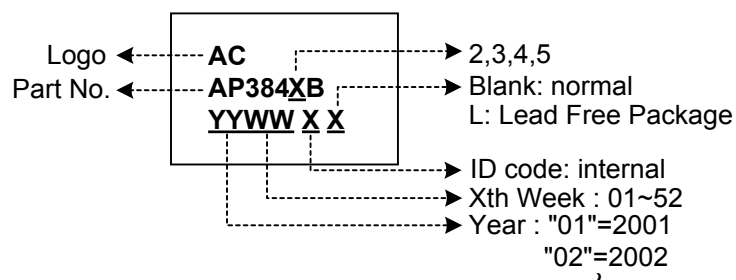 Logo AC 2,3,4,5
Part No. AP384XB Blank: normal
YYWW X X L: Lead Free Package
ID code: internal
Xth Week : 01~52
Year : "01"=2001
"02"=2002